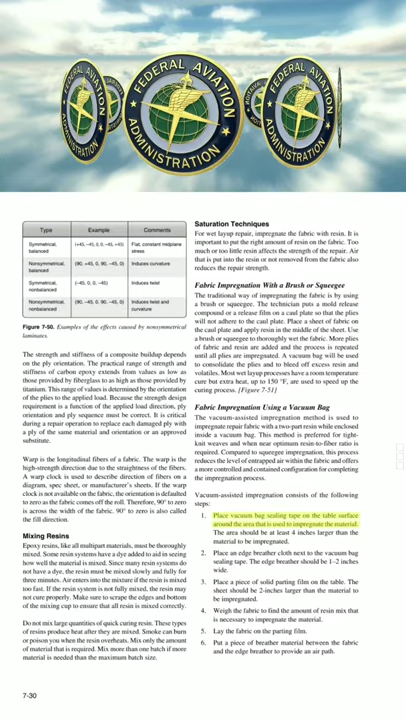 FEDERAL AVIATION
ADMINISTRATION
FEDERAL AVIATION
ADMINISTRATION
FEDERAL AVIATION
ADMINISTRATION
Type Example Comments
Symmetrical, balanced (+45, −45, 0, 0, −45, +45) Flat, constant midplane stress
Nonsymmetrical, balanced (90, +45, 0, 90, −45, 0) Induces curvature
Symmetrical, nonbalanced (−45, 0, 0, −45) Induces twist
Nonsymmetrical, nonbalanced (90, −45, 0, 90, −45, 0) Induces twist and curvature
Figure 7-50. Examples of the effects caused by nonsymmetrical
laminates.
The strength and stiffness of a composite buildup depends
on the ply orientation. The practical range of strength and
stiffness of carbon epoxy extends from values as low as
those provided by fiberglass to as high as those provided by
titanium. This range of values is determined by the orientation
of the plies to the applied load. Because the strength design
requirement is a function of the applied load direction, ply
orientation and ply sequence must be correct. It is critical
during a repair operation to replace each damaged ply with
a ply of the same material and orientation or an approved
substitute.
Warp is the longitudinal fibers of a fabric. The warp is the
high-strength direction due to the straightness of the fibers.
A warp clock is used to describe direction of fibers on a
diagram, spec sheet, or manufacturer's sheets. If the warp
clock is not available on the fabric, the orientation is defaulted
to zero as the fabric comes off the roll. Therefore, 90° to zero
is across the width of the fabric. 90° to zero is also called
the fill direction.
Mixing Resins
Epoxy resins, like all multipart materials, must be thoroughly
mixed. Some resin systems have a dye added to aid in seeing
how well the material is mixed. Since many resin systems do
not have a dye, the resin must be mixed slowly and fully for
three minutes. Air enters into the mixture if the resin is mixed
too fast. If the resin system is not fully mixed, the resin may
not cure properly. Make sure to scrape the edges and bottom
of the mixing cup to ensure that all resin is mixed correctly.
Do not mix large quantities of quick curing resin. These types
of resins produce heat after they are mixed. Smoke can burn
or poison you when the resin overheats. Mix only the amount
of material that is required. Mix more than one batch if more
material is needed than the maximum batch size.
7-30
Saturation Techniques
For wet layup repair, impregnate the fabric with resin. It is
important to put the right amount of resin on the fabric. Too
much or too little resin affects the strength of the repair. Air
that is put into the resin or not removed from the fabric also
reduces the repair strength.
Fabric Impregnation With a Brush or Squeegee
The traditional way of impregnating the fabric is by using
a brush or squeegee. The technician puts a mold release
compound or a release film on a caul plate so that the plies
will not adhere to the caul plate. Place a sheet of fabric on
the caul plate and apply resin in the middle of the sheet. Use
a brush or squeegee to thoroughly wet the fabric. More plies
of fabric and resin are added and the process is repeated
until all plies are impregnated. A vacuum bag will be used
to consolidate the plies and to bleed off excess resin and
volatiles. Most wet layup processes have a room temperature
cure but extra heat, up to 150 °F, are used to speed up the
curing process. [Figure 7-51]
Fabric Impregnation Using a Vacuum Bag
The vacuum-assisted impregnation method is used to
impregnate repair fabric with a two-part resin while enclosed
inside a vacuum bag. This method is preferred for tight-
knit weaves and when near optimum resin-to-fiber ratio is
required. Compared to squeegee impregnation, this process
reduces the level of entrapped air within the fabric and offers
a more controlled and contained configuration for completing
the impregnation process.
Vacuum-assisted impregnation consists of the following
steps:
1. Place vacuum bag sealing tape on the table surface
around the area that is used to impregnate the material.
The area should be at least 4 inches larger than the
material to be impregnated.
2. Place an edge breather cloth next to the vacuum bag
sealing tape. The edge breather should be 1–2 inches
wide.
3. Place a piece of solid parting film on the table. The
sheet should be 2-inches larger than the material to
be impregnated.
4. Weigh the fabric to find the amount of resin mix that
is necessary to impregnate the material.
5. Lay the fabric on the parting film.
6. Put a piece of breather material between the fabric
and the edge breather to provide an air path.